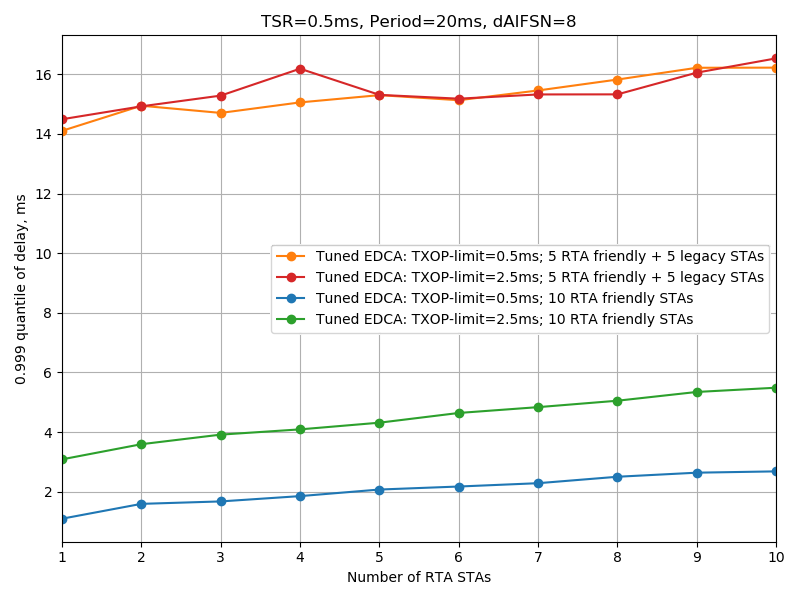 TSR=0.5ms, Period=20ms, dAIFSN=8
0.999 quantile of delay, ms
16
14
12
10
8
6
4
2
Tuned EDCA: TXOP-limit=0.5ms; 5 RTA friendly + 5 legacy STAs
Tuned EDCA: TXOP-limit=2.5ms; 5 RTA friendly + 5 legacy STAs
Tuned EDCA: TXOP-limit=0.5ms; 10 RTA friendly STAs
Tuned EDCA: TXOP-limit=2.5ms; 10 RTA friendly STAs
1 2 3 4 5 6 7 8 9 10
Number of RTA STAs